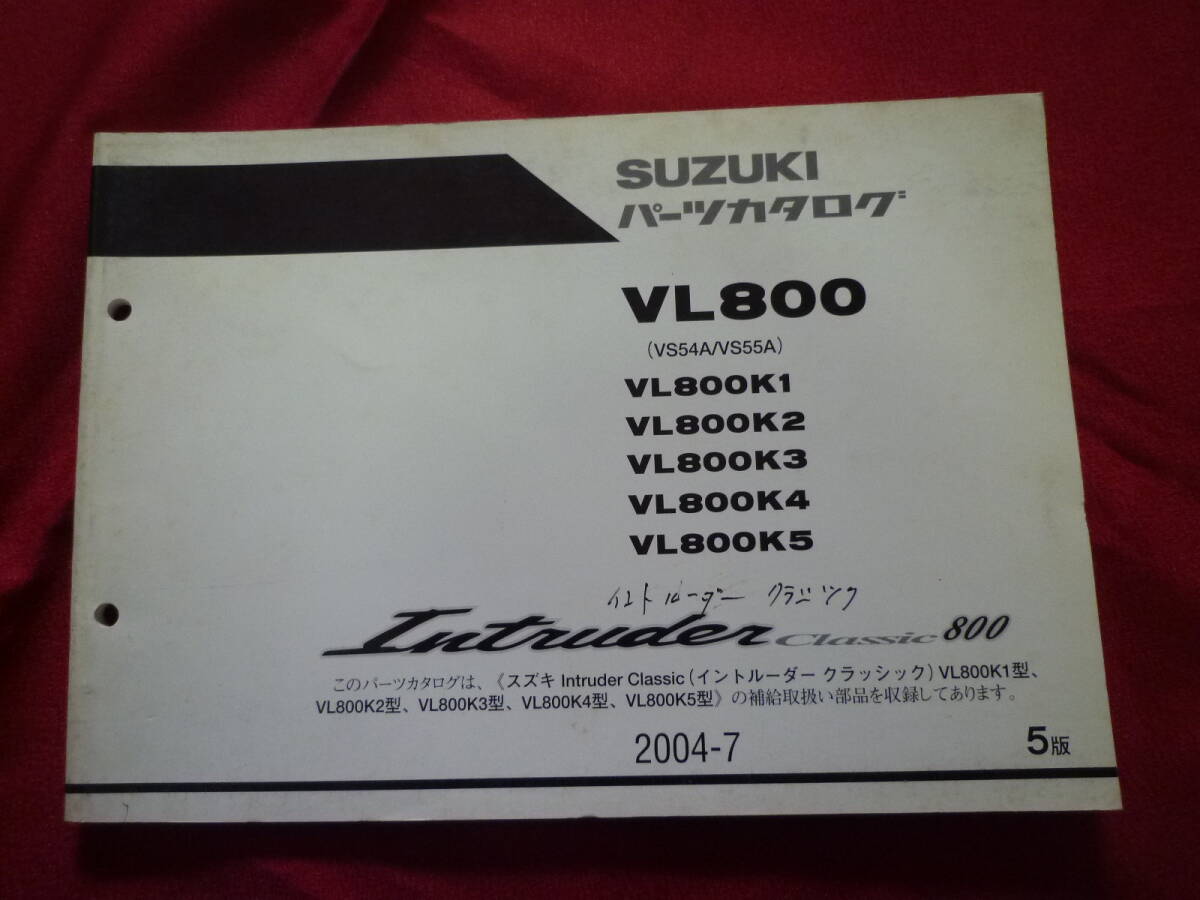 SUZUKI
パーツカタログ
VL800
（VS54A/VS55A）
VL800K1
VL800K2
VL800K3
VL800K4
VL800K5
イントルーダー クラシック
Intruder Classic 800
このパーツカタログは、《スズキ Intruder Classic（イントルーダー クラッシック）VL800K1型、
VL800K2型、VL800K3型、VL800K4型、VL800K5型》の補給取扱い部品を収録してあります。
2004-7
5版